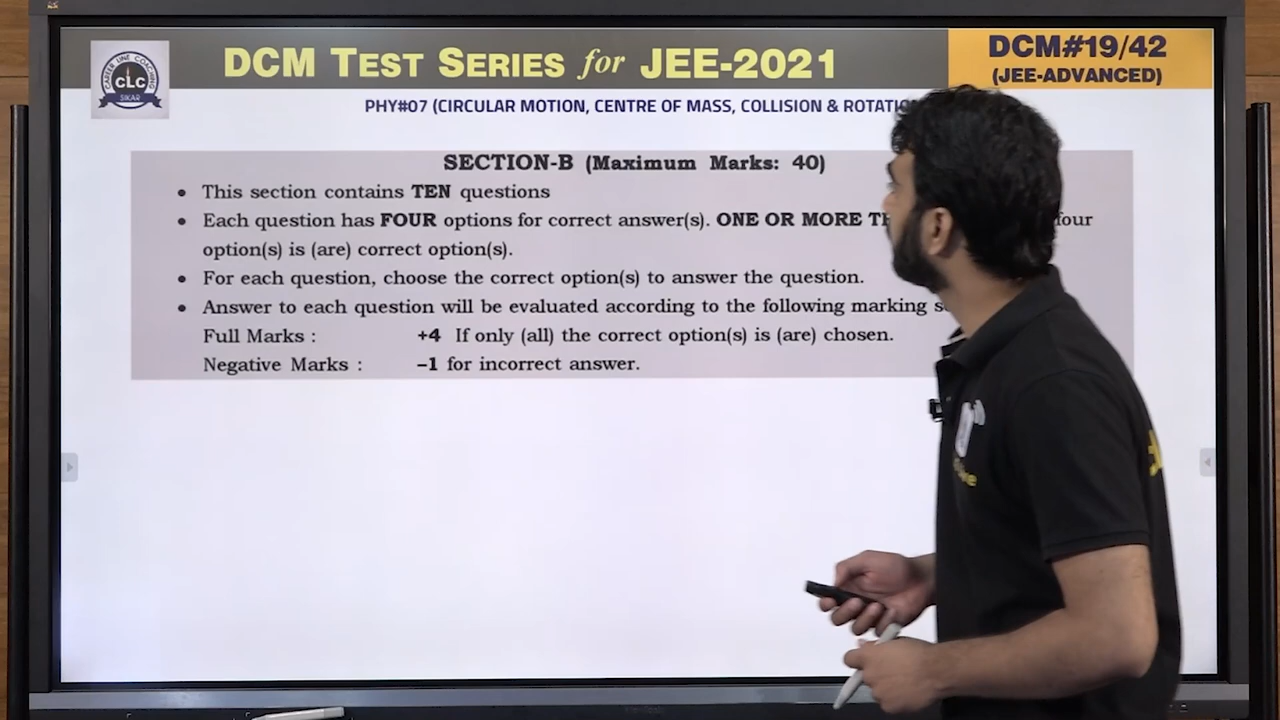 DCM TEST SERIES for JEE-2021
DCM#19/42
(JEE-ADVANCED)
CAREER LINE COACHING
CLC
SIKAR
PHY#07 (CIRCULAR MOTION, CENTRE OF MASS, COLLISION &
SECTION-B (Maximum Marks: 40)
• This section contains TEN questions
• Each question has FOUR options for correct answer(s). ONE OR MORE four
option(s) is (are) correct option(s).
• For each question, choose the correct option(s) to answer the question.
• Answer to each question will be evaluated according to the following marking
Full Marks : +4 If only (all) the correct option(s) is (are) chosen.
Negative Marks : –1 for incorrect answer.